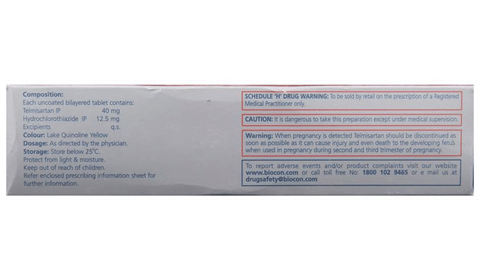 Composition:
Each uncoated bilayered tablet contains:
Telmisartan IP 40 mg
Hydrochlorothiazide IP 12.5 mg
Excipients q.s.
Colour: Lake Quinoline Yellow
Dosage: As directed by the physician.
Storage: Store below 25°C.
Protect from light & moisture.
Keep out of reach of children.
Refer enclosed prescribing information sheet for
further information.
SCHEDULE 'H' DRUG WARNING: To be sold by retail on the prescription of a Registered
Medical Practitioner only.
CAUTION: It is dangerous to take this preparation except under medical supervision.
Warning: When pregnancy is detected Telmisartan should be discontinued as
soon as possible as it can cause injury and even death to the developing fetus
when used in pregnancy during second and third trimester of pregnancy.
To report adverse events and/or product complaints visit our website
www.biocon.com or call toll free No: 1800 102 9465 or e mail us at
drugsafety@biocon.com